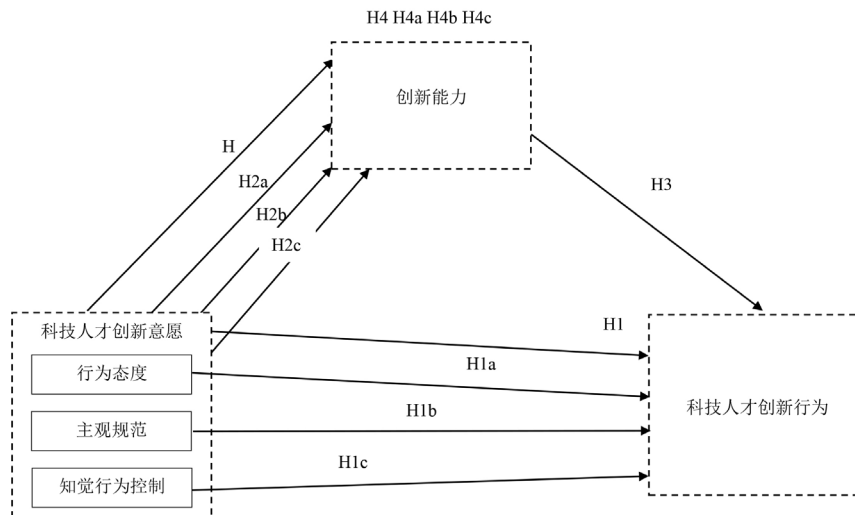 H4 H4a H4b H4c
创新能力
H
H2a
H2b
H2c
H3
科技人才创新意愿
行为态度
主观规范
知觉行为控制
H1
H1a
H1b
H1c
科技人才创新行为